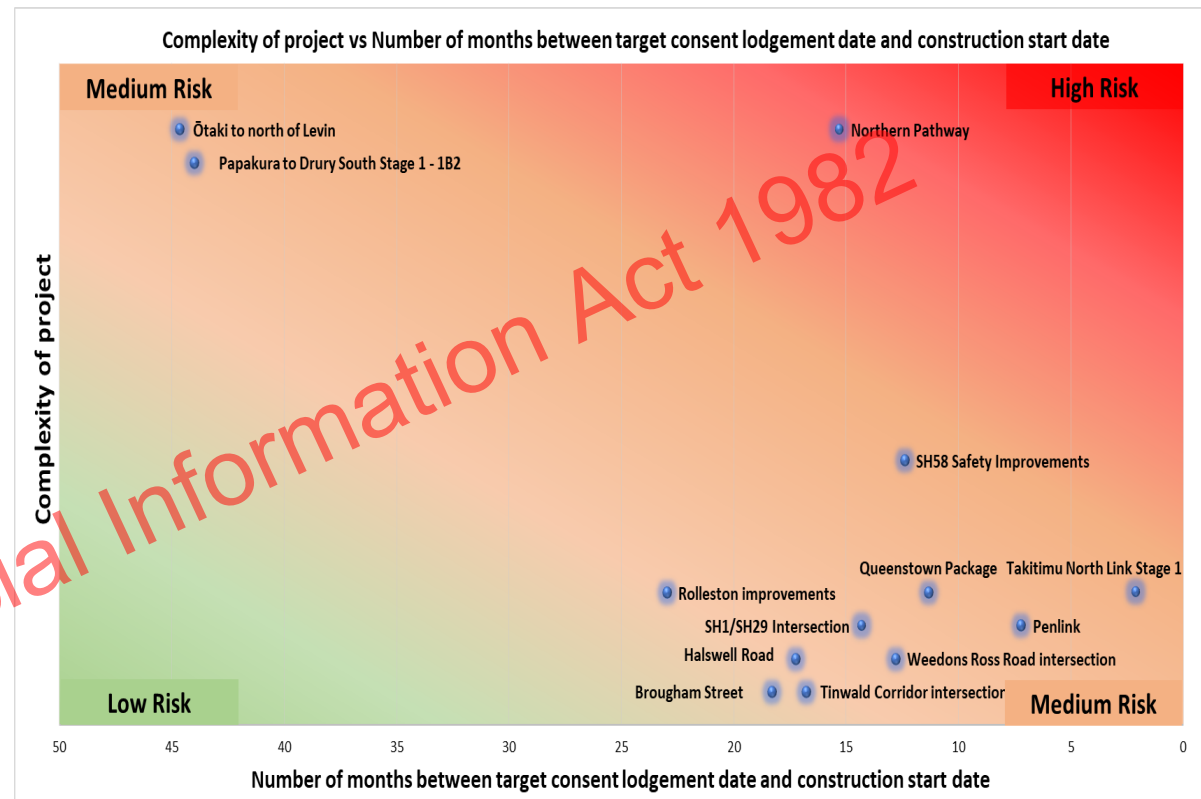 Complexity of project vs Number of months between target consent lodgement date and construction start date
Medium Risk
High Risk
Ōtaki to north of Levin
Northern Pathway
Papakura to Drury South Stage 1 - 1B2
Information Act 1982
Complexity of project
SH58 Safety Improvements
Queenstown Package
Takitimu North Link Stage 1
Rolleston improvements
SH1/SH29 Intersection
Penlink
Halswell Road
Weedons Ross Road intersection
Brougham Street
Tinwald Corridor intersection
Low Risk
Medium Risk
50 45 40 35 30 25 20 15 10 5 0
Number of months between target consent lodgement date and construction start date